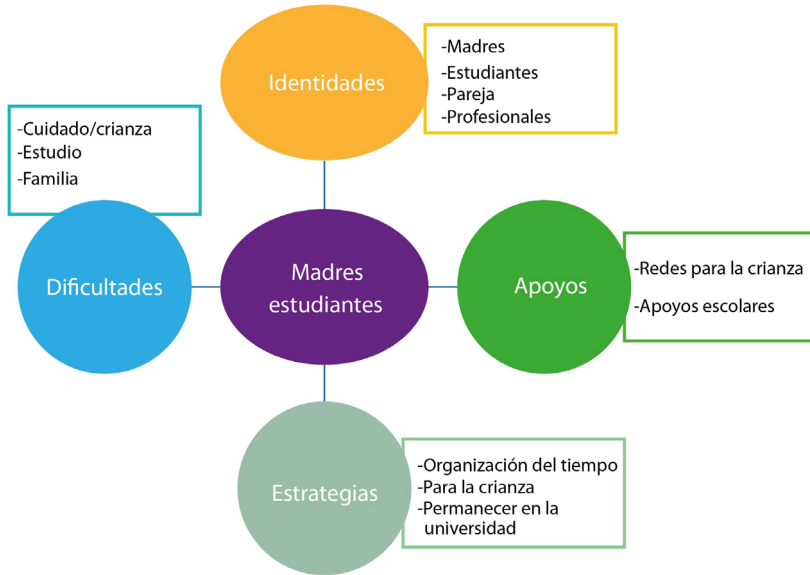 Identidades
-Madres
-Estudiantes
-Pareja
-Profesionales
-Cuidado/crianza
-Estudio
-Familia
Dificultades
Madres
estudiantes
Apoyos
-Redes para la crianza
-Apoyos escolares
Estrategias
-Organización del tiempo
-Para la crianza
-Permanecer en la
universidad